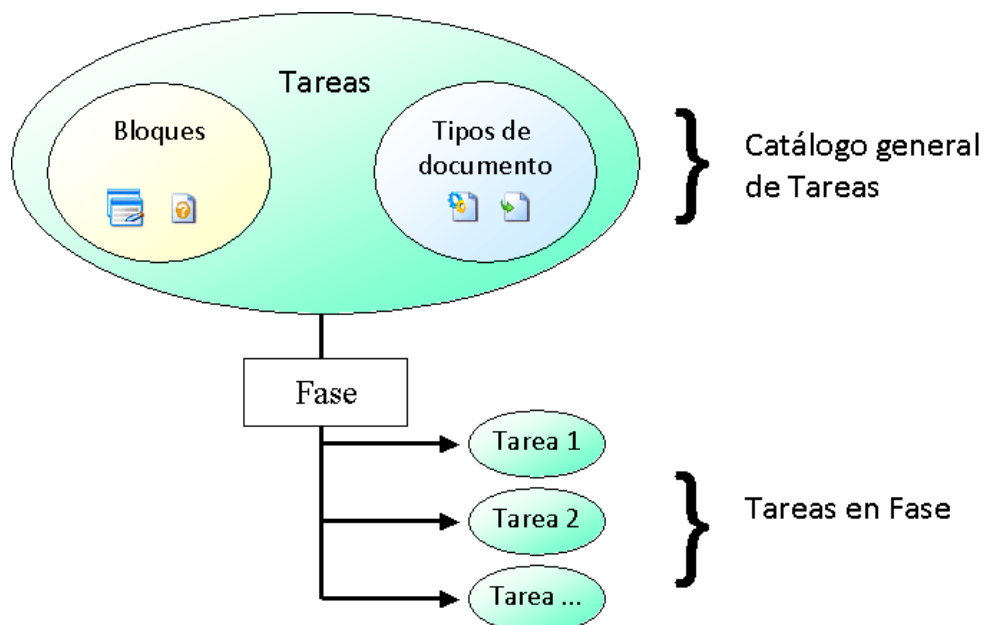 Tareas
Bloques
Tipos de
documento
Catálogo general
de Tareas
Fase
Tarea 1
Tarea 2
Tarea ...
Tareas en Fase